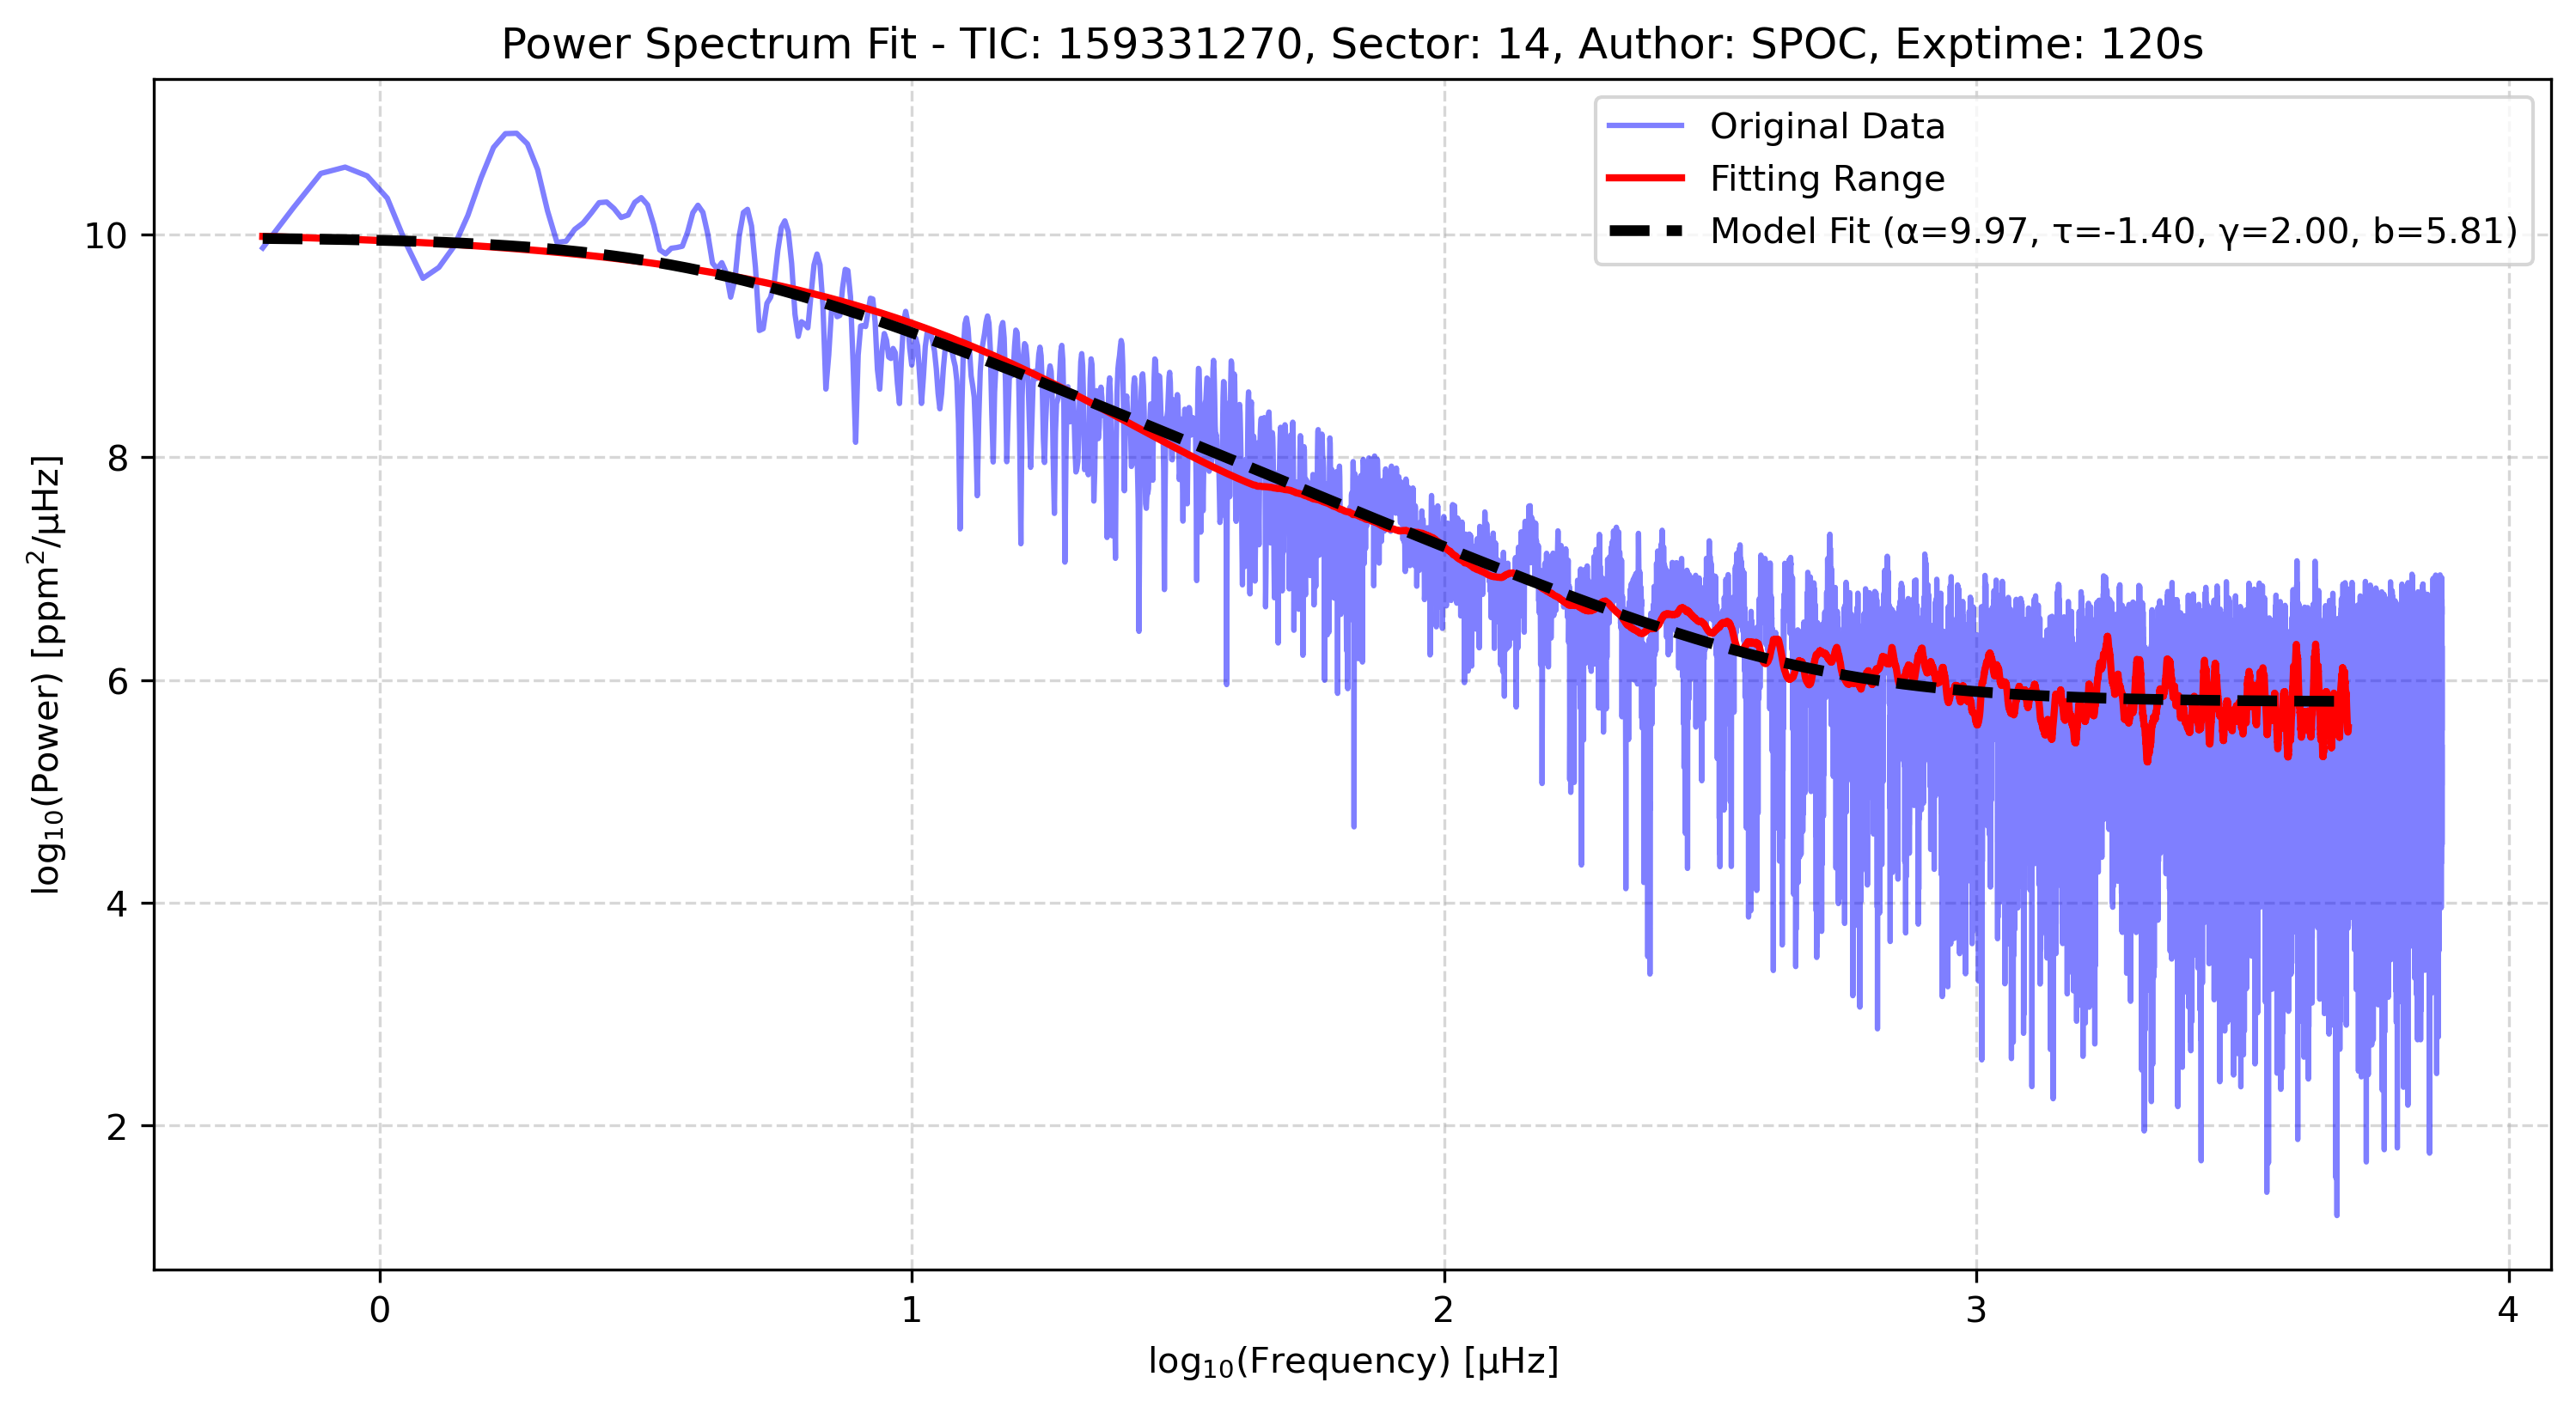 Power Spectrum Fit - TIC: 159331270, Sector: 14, Author: SPOC, Exptime: 120s
Original Data
Fitting Range
Model Fit (α=9.97, τ=-1.40, γ=2.00, b=5.81)
log₁₀(Power) [ppm²/μHz]
10
8
6
4
2
0 1 2 3 4
log₁₀(Frequency) [μHz]